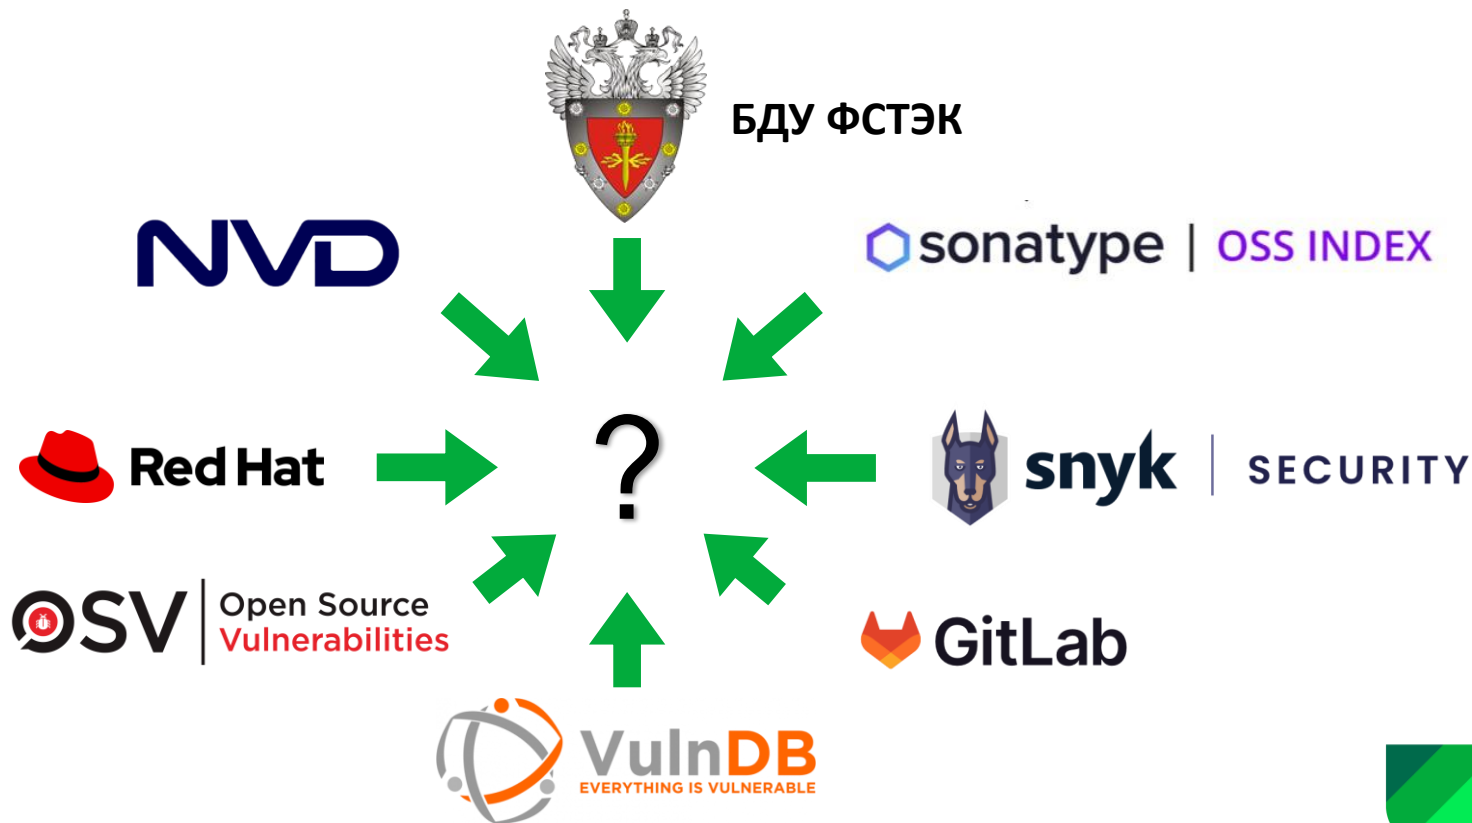 БДУ ФСТЭК
NVD
sonatype | OSS INDEX
?
Red Hat
snyk | SECURITY
OSV | Open Source
Vulnerabilities
GitLab
VulnDB
EVERYTHING IS VULNERABLE